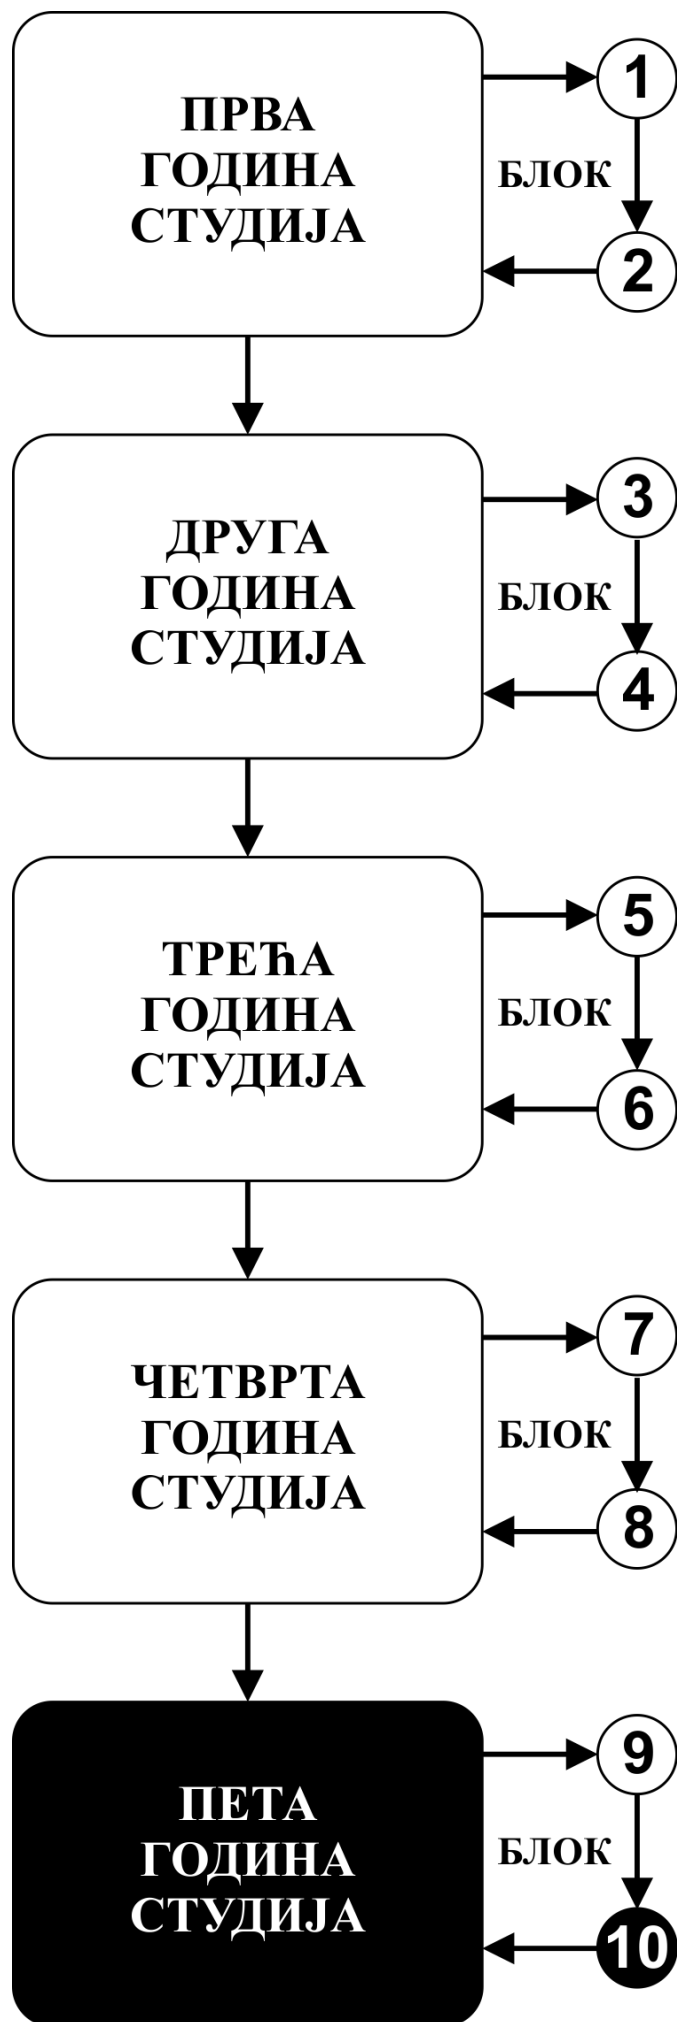 ПРВА
ГОДИНА
СТУДИЈА
1
БЛОК
2
ДРУГА
ГОДИНА
СТУДИЈА
3
БЛОК
4
ТРЕЋА
ГОДИНА
СТУДИЈА
5
БЛОК
6
ЧЕТВРТА
ГОДИНА
СТУДИЈА
7
БЛОК
8
ПЕТА
ГОДИНА
СТУДИЈА
9
БЛОК
10